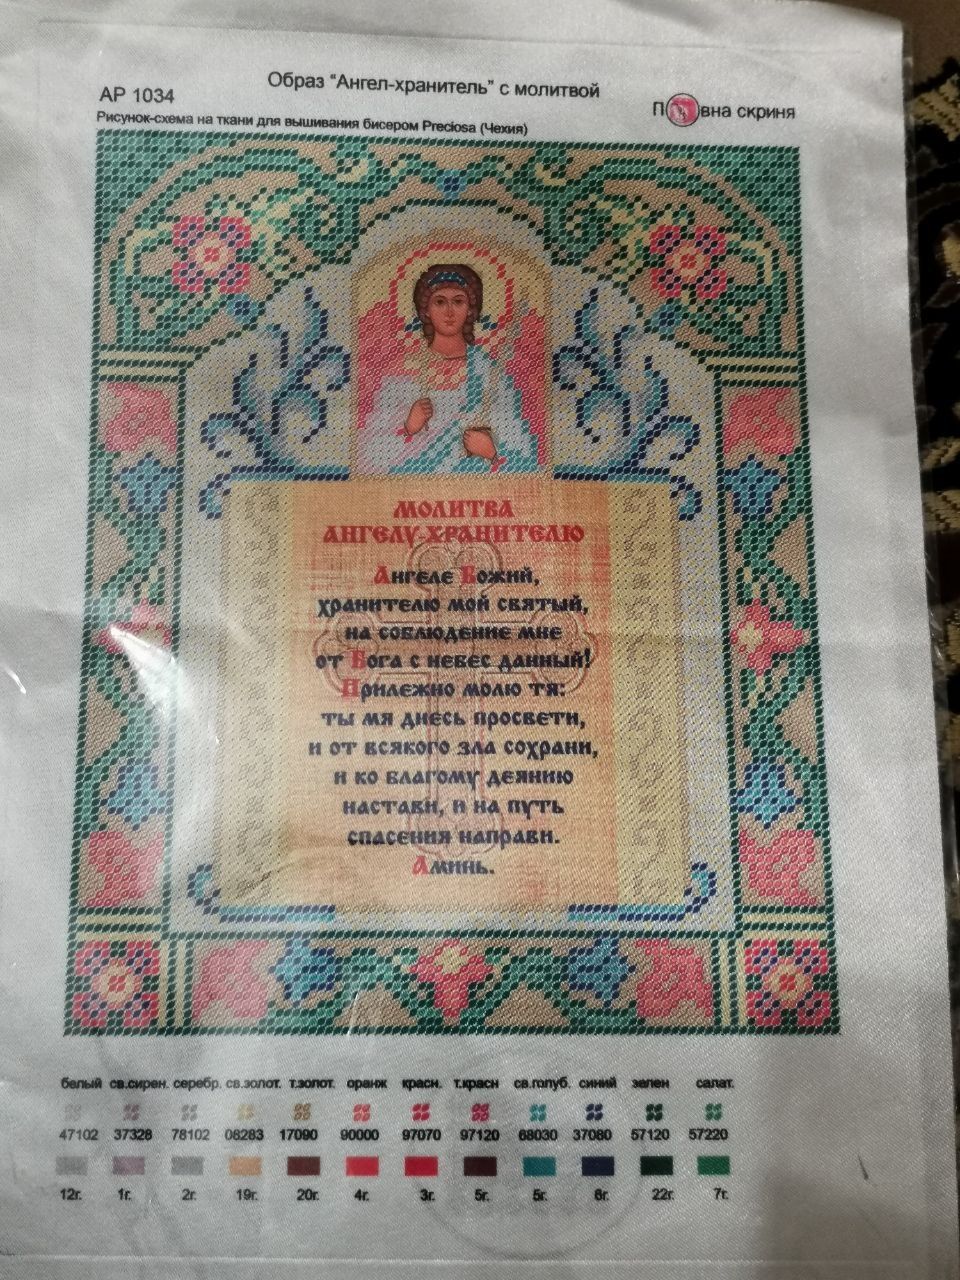 Образ "Ангел-хранитель" с молитвой
АР 1034
П вна скриня
Рисунок-схема на ткани для вышивания бисером Preciosa (Чехия)
МОЛИТВА
АНГЕЛУ-ХРАНИТЕЛЮ
Ангеле Божий,
хранителю мой святый,
на соблюдение мне
от Бога с небес данный!
Прилежно молю тя:
ты мя днесь просвети,
и от всякого зла сохрани,
и ко благому деянию
настави, и на путь
спасения направи.
Аминь.
белый св.сирен. серебр. св.золот. т.золот. оранж красн. т.красн св.голуб. синий зелен салат.
47102 37328 78102 08283 17090 90000 97070 97120 68030 37080 57120 57220
12г. 1г. 2г. 19г. 20г. 4г. 3г. 5г. 5г. 6г. 22г. 7г.